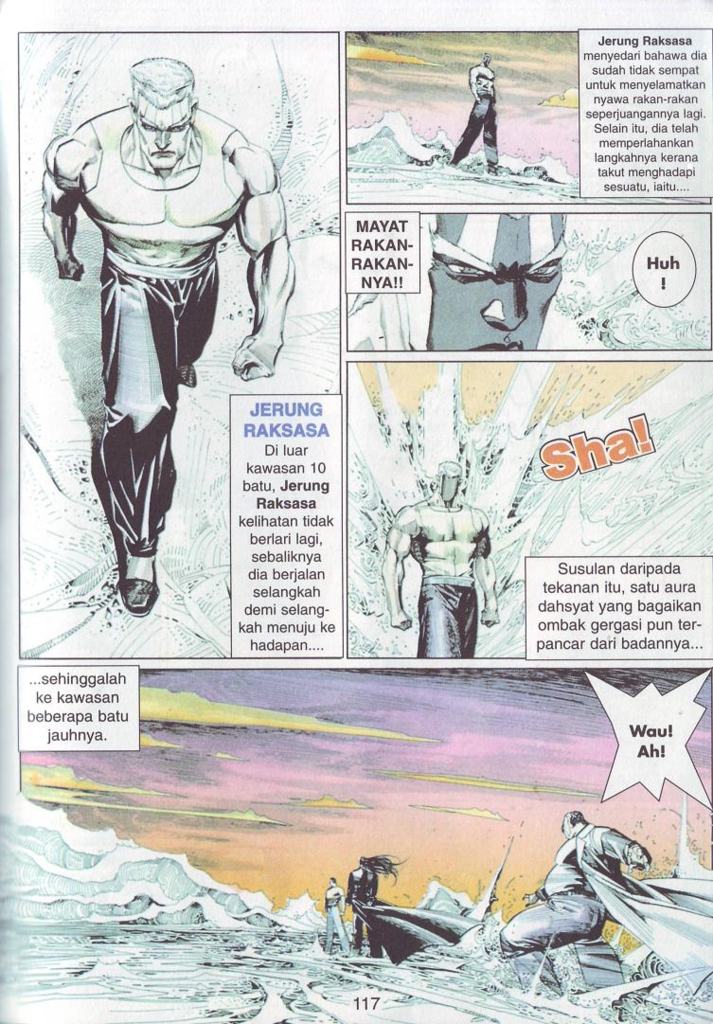 JERUNG
RAKSASA
Di luar
kawasan 10
batu, Jerung
Raksasa
kelihatan tidak
berlari lagi,
sebaliknya
dia berjalan
selangkah
demi selang-
kah menuju ke
hadapan....
Jerung Raksasa
menyedari bahawa dia
sudah tidak sempat
untuk menyelamatkan
nyawa rakan-rakan
seperjuangannya lagi.
Selain itu, dia telah
memperlahankan
langkahnya kerana
takut menghadapi
sesuatu, iaitu....
MAYAT
RAKAN-
RAKAN-
NYA!!
Huh
!
Sha!
Susulan daripada
tekanan itu, satu aura
dahsyat yang bagaikan
ombak gergasi pun ter-
pancar dari badannya...
...sehinggalah
ke kawasan
beberapa batu
jauhnya.
Wau!
Ah!
117